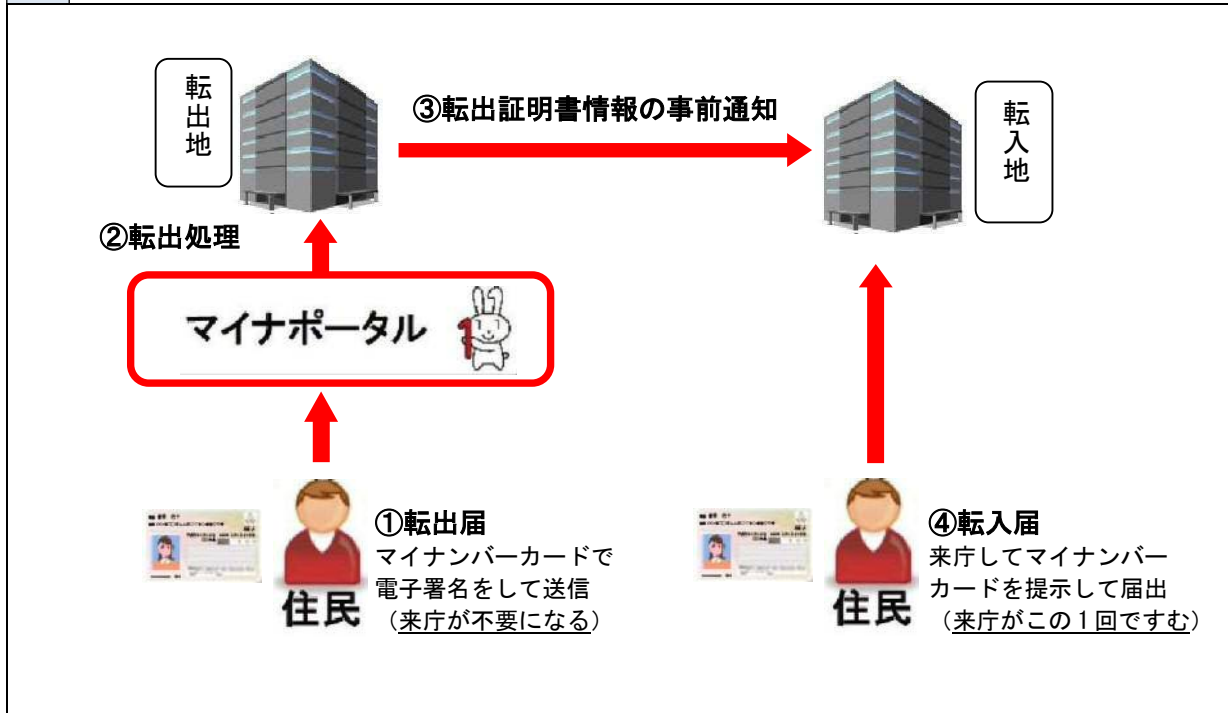 転出地
③転出証明書情報の事前通知
転入地
②転出処理
マイナポータル
①転出届
マイナンバーカードで
電子署名をして送信
（来庁が不要になる）
住民
④転入届
来庁してマイナンバー
カードを提示して届出
（来庁がこの１回ですむ）
住民